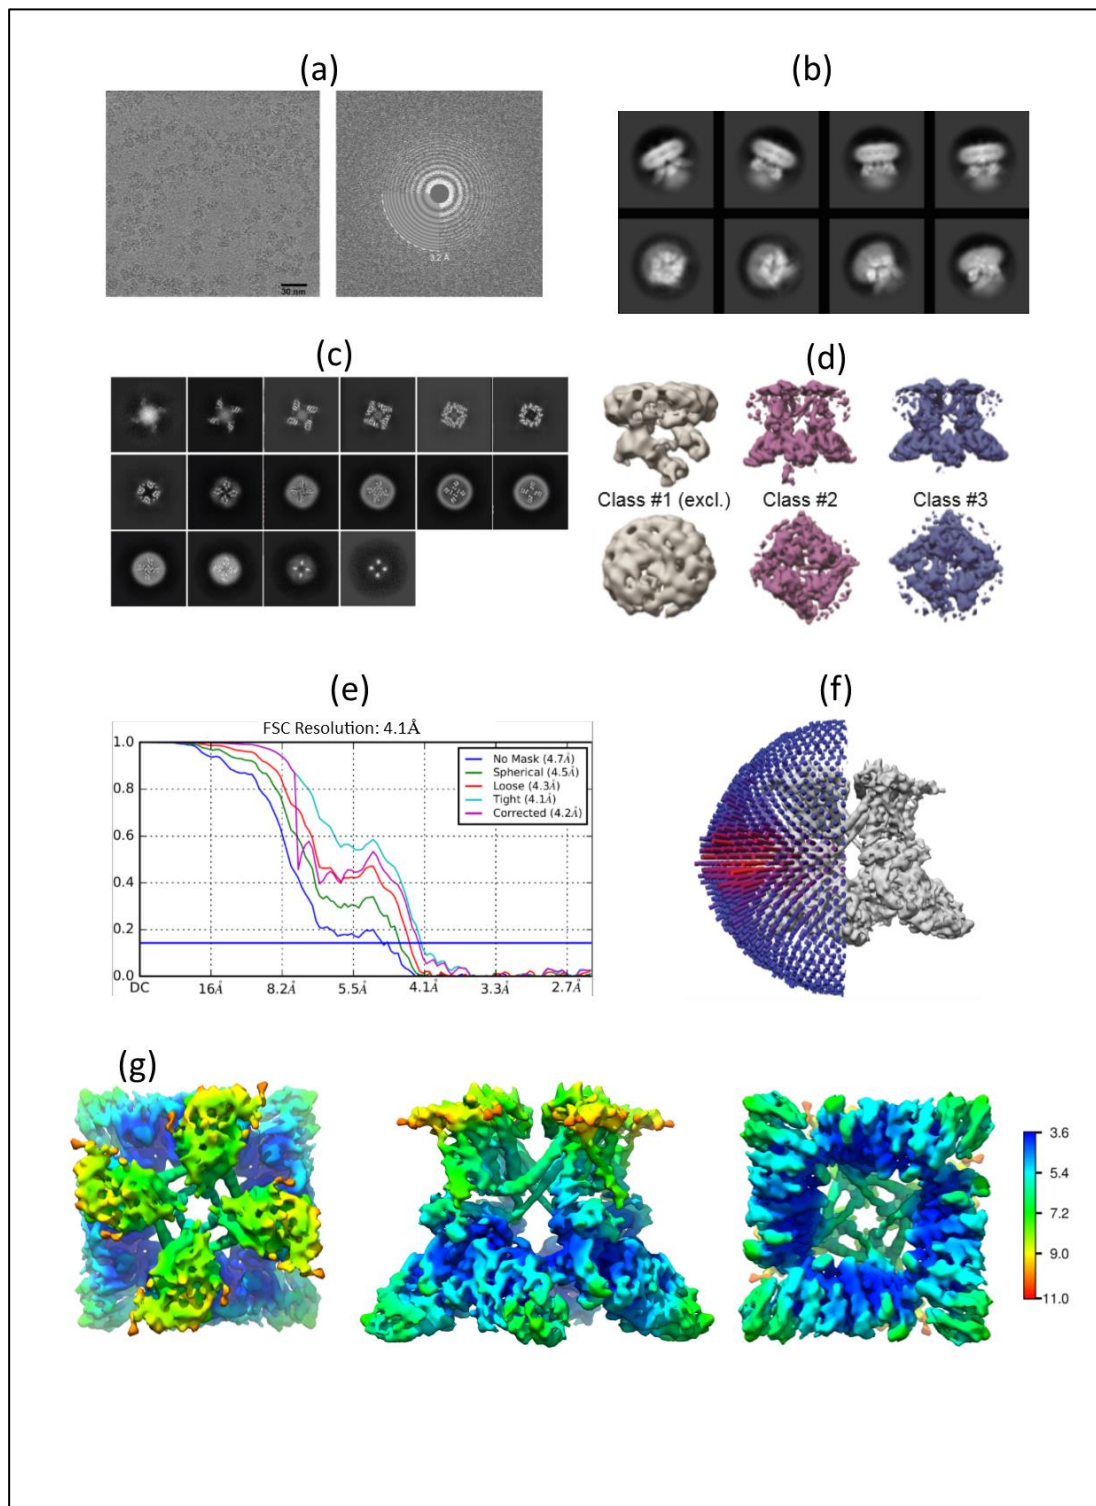 (a)
(b)
30 nm
3.2 Å
(c)
(d)
Class #1 (excl.)
Class #2
Class #3
(e)
(f)
FSC Resolution: 4.1Å
1.0
0.8
0.6
0.4
0.2
0.0
No Mask (4.7Å)
Spherical (4.5Å)
Loose (4.3Å)
Tight (4.1Å)
Corrected (4.2Å)
DC 16Å 8.2Å 5.5Å 4.1Å 3.3Å 2.7Å
(g)
3.6
5.4
7.2
9.0
11.0